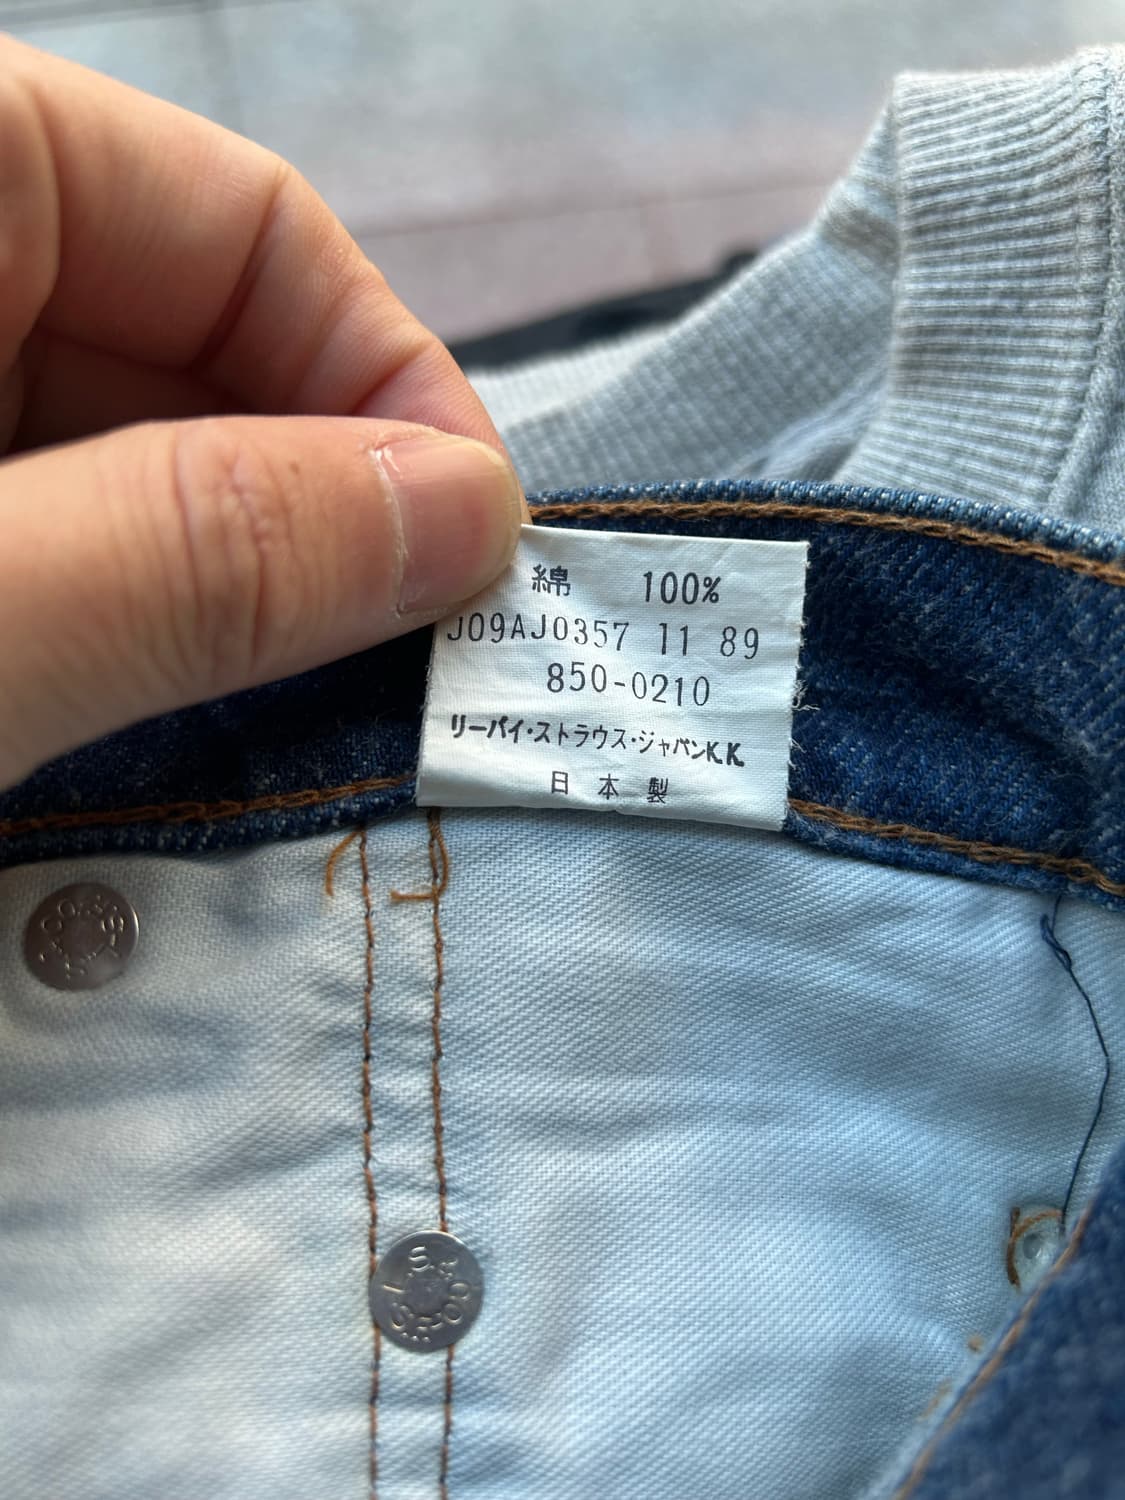 綿 100%
J09AJ0357 11 89
850-0210
リーバイ・ストラウス・ジャパンK.K.
日本製